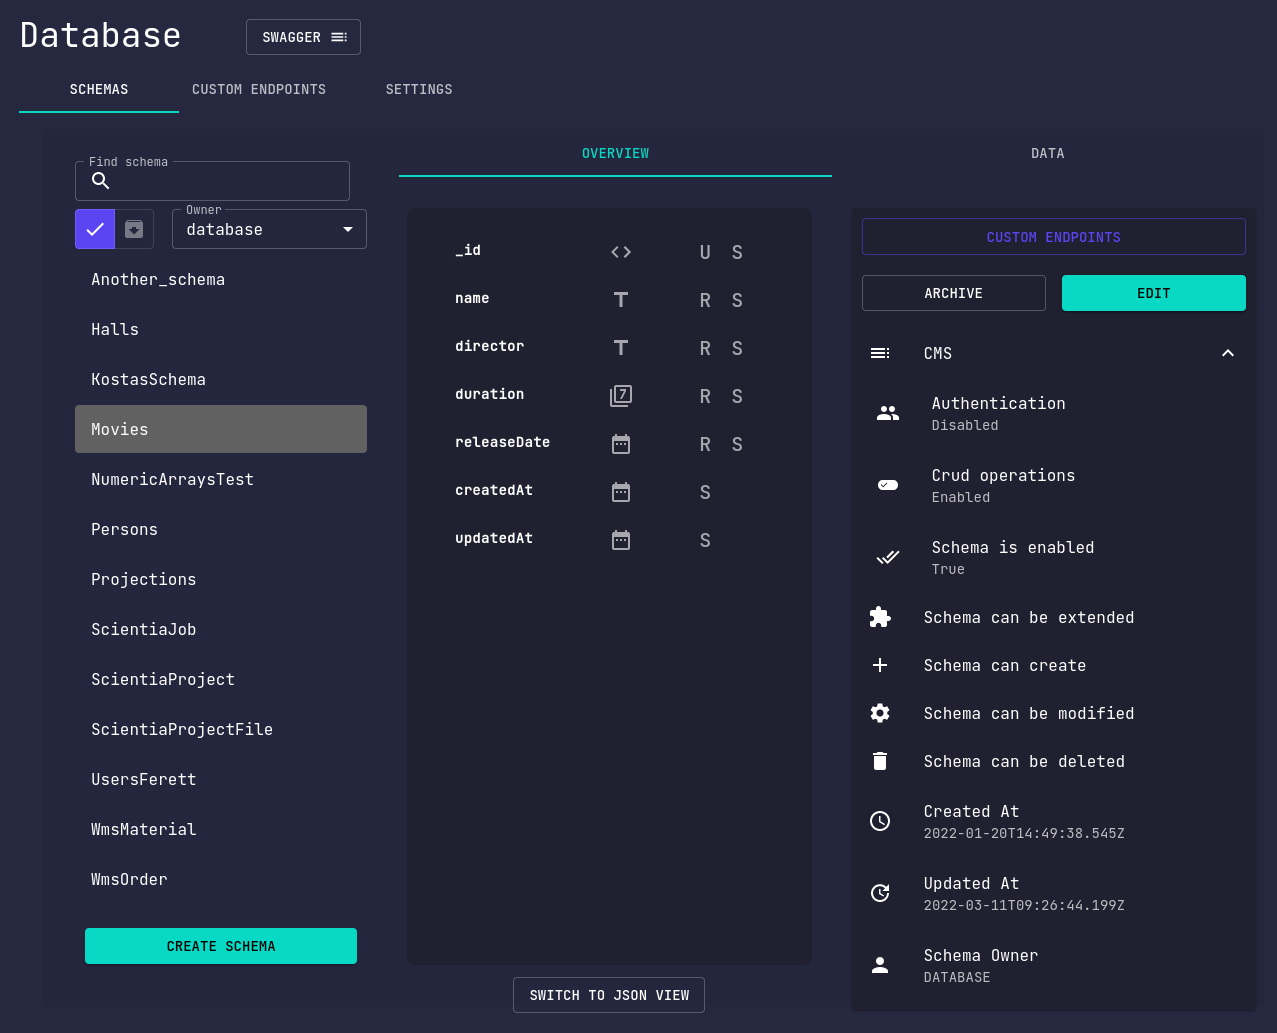 Database
SWAGGER
SCHEMAS CUSTOM ENDPOINTS SETTINGS
Find schema
Owner
database
Another_schema
Halls
KostasSchema
Movies
NumericArraysTest
Persons
Projections
ScientiaJob
ScientiaProject
ScientiaProjectFile
UsersFerett
WmsMaterial
WmsOrder
CREATE SCHEMA
OVERVIEW DATA
_id U S
name T R S
director T R S
duration 7 R S
releaseDate R S
createdAt S
updatedAt S
SWITCH TO JSON VIEW
CUSTOM ENDPOINTS
ARCHIVE EDIT
CMS
Authentication
Disabled
Crud operations
Enabled
Schema is enabled
True
Schema can be extended
Schema can create
Schema can be modified
Schema can be deleted
Created At
2022-01-20T14:49:38.545Z
Updated At
2022-03-11T09:26:44.199Z
Schema Owner
DATABASE